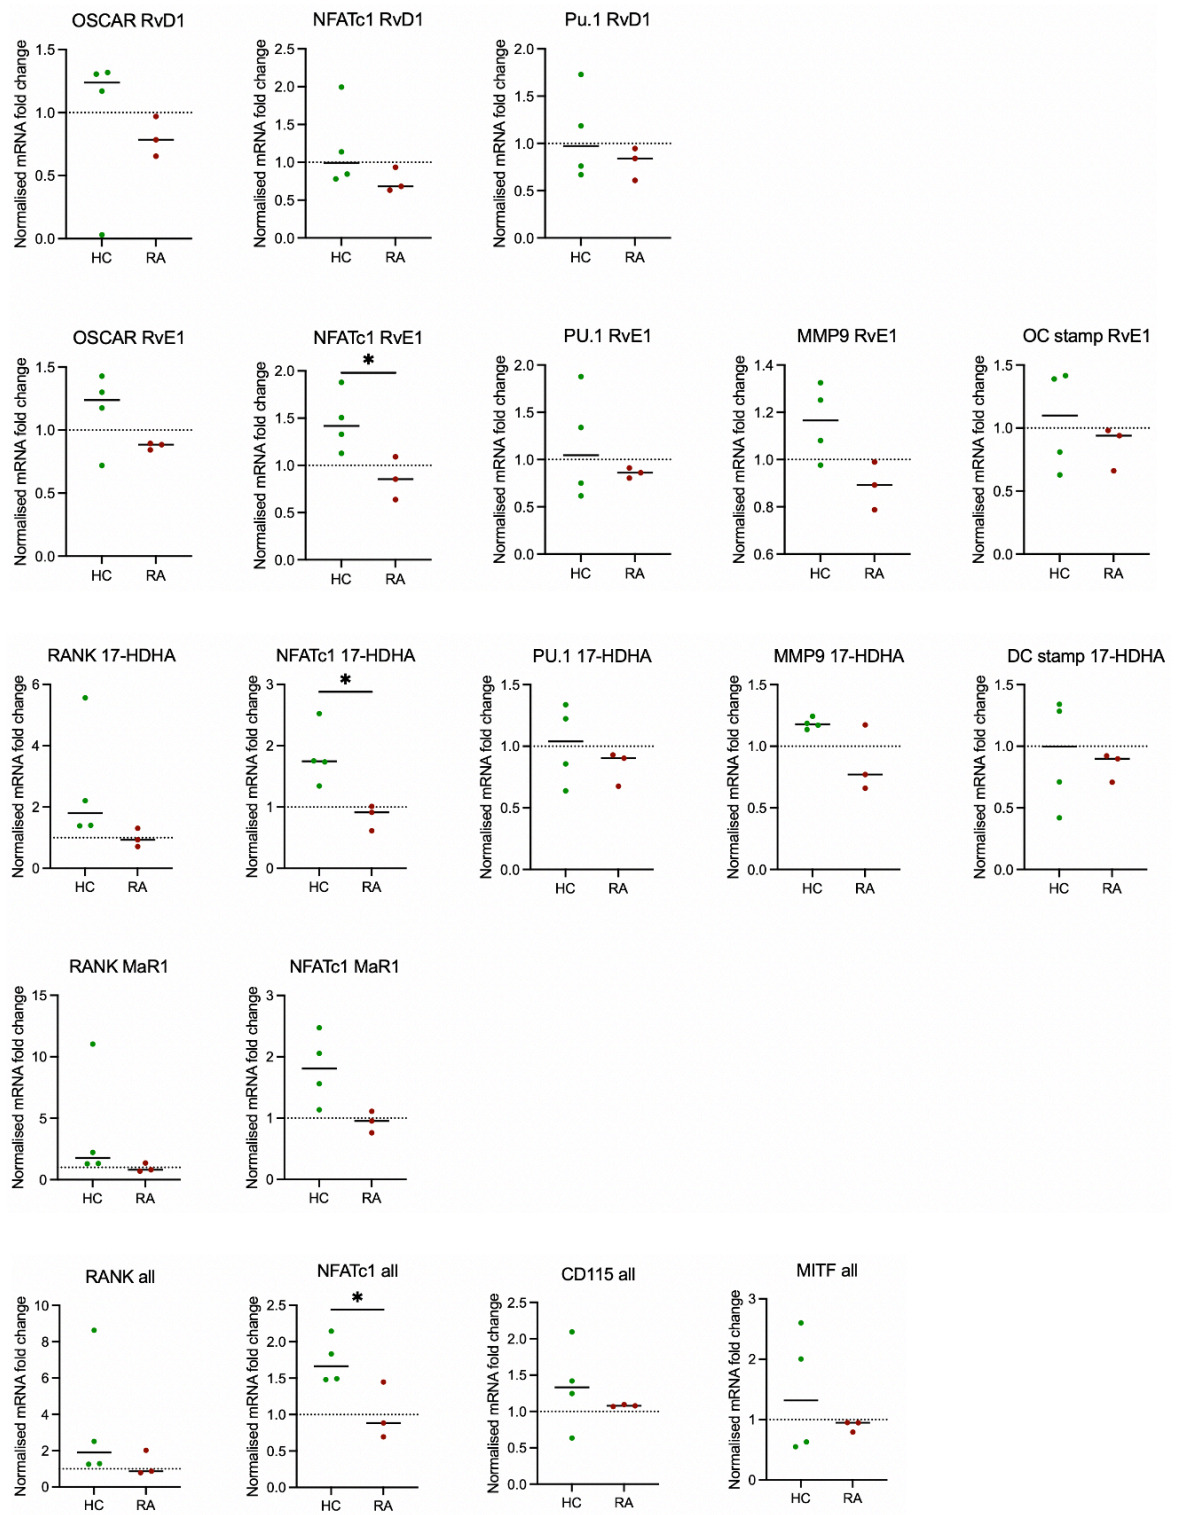 OSCAR RvD1
NFATc1 RvD1
Pu.1 RvD1
Normalised mRNA fold change
1.5
1.0
0.5
0.0
HC
RA
Normalised mRNA fold change
2.5
2.0
1.5
1.0
0.5
0.0
HC
RA
Normalised mRNA fold change
2.0
1.5
1.0
0.5
0.0
HC
RA
OSCAR RvE1
NFATc1 RvE1
PU.1 RvE1
MMP9 RvE1
OC stamp RvE1
Normalised mRNA fold change
1.5
1.0
0.5
0.0
HC
RA
Normalised mRNA fold change
2.0
1.5
1.0
0.5
0.0
*
HC
RA
Normalised mRNA fold change
2.0
1.5
1.0
0.5
0.0
HC
RA
Normalised mRNA fold change
1.4
1.2
1.0
0.8
0.6
HC
RA
Normalised mRNA fold change
1.5
1.0
0.5
0.0
HC
RA
RANK 17-HDHA
NFATc1 17-HDHA
PU.1 17-HDHA
MMP9 17-HDHA
DC stamp 17-HDHA
Normalised mRNA fold change
6
4
2
0
HC
RA
Normalised mRNA fold change
3
2
1
0
*
HC
RA
Normalised mRNA fold change
1.5
1.0
0.5
0.0
HC
RA
Normalised mRNA fold change
1.5
1.0
0.5
0.0
HC
RA
Normalised mRNA fold change
1.5
1.0
0.5
0.0
HC
RA
RANK MaR1
NFATc1 MaR1
Normalised mRNA fold change
15
10
5
0
HC
RA
Normalised mRNA fold change
3
2
1
0
HC
RA
RANK all
NFATc1 all
CD115 all
MITF all
Normalised mRNA fold change
10
8
6
4
2
0
HC
RA
Normalised mRNA fold change
2.5
2.0
1.5
1.0
0.5
0.0
*
HC
RA
Normalised mRNA fold change
2.5
2.0
1.5
1.0
0.5
0.0
HC
RA
Normalised mRNA fold change
3
2
1
0
HC
RA